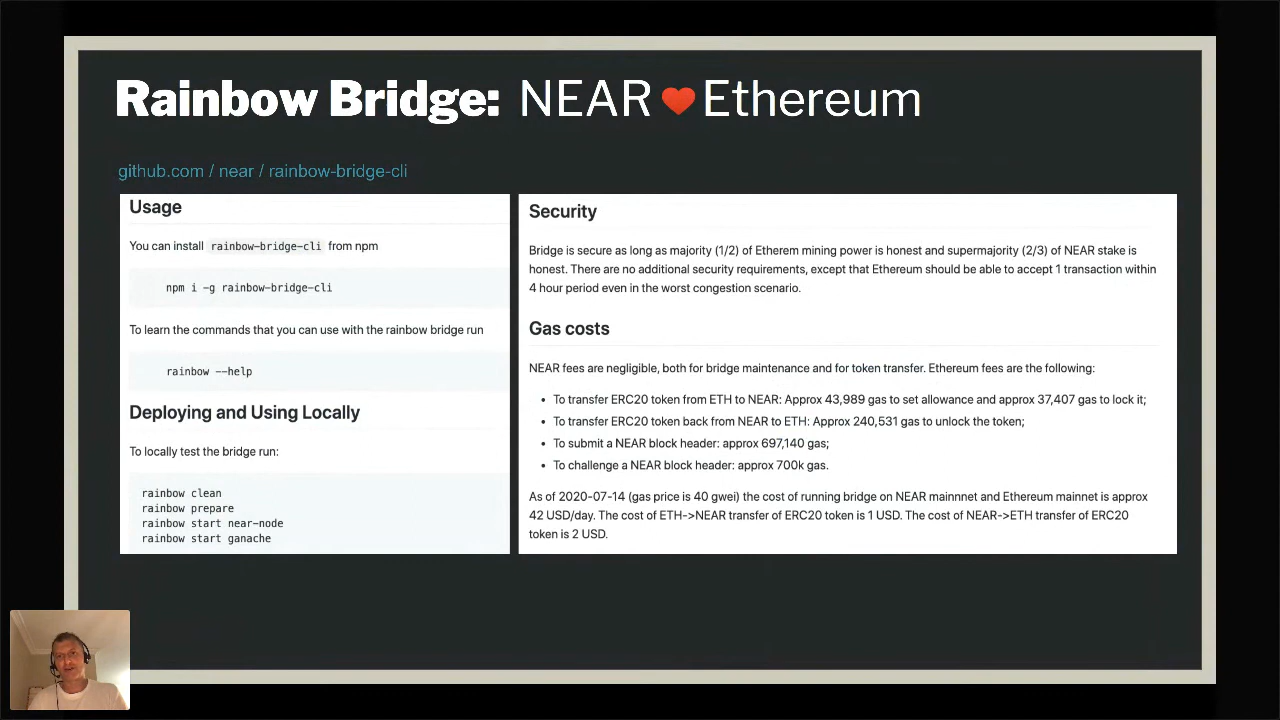 Rainbow Bridge: NEAR ❤ Ethereum
github.com / near / rainbow-bridge-cli
Usage
You can install rainbow-bridge-cli from npm
npm i -g rainbow-bridge-cli
To learn the commands that you can use with the rainbow bridge run
rainbow --help
Deploying and Using Locally
To locally test the bridge run:
rainbow clean
rainbow prepare
rainbow start near-node
rainbow start ganache
Security
Bridge is secure as long as majority (1/2) of Etherem mining power is honest and supermajority (2/3) of NEAR stake is
honest. There are no additional security requirements, except that Ethereum should be able to accept 1 transaction within
4 hour period even in the worst congestion scenario.
Gas costs
NEAR fees are negligible, both for bridge maintenance and for token transfer. Ethereum fees are the following:
• To transfer ERC20 token from ETH to NEAR: Approx 43,989 gas to set allowance and approx 37,407 gas to lock it;
• To transfer ERC20 token back from NEAR to ETH: Approx 240,531 gas to unlock the token;
• To submit a NEAR block header: approx 697,140 gas;
• To challenge a NEAR block header: approx 700k gas.
As of 2020-07-14 (gas price is 40 gwei) the cost of running bridge on NEAR mainnnet and Ethereum mainnet is approx
42 USD/day. The cost of ETH->NEAR transfer of ERC20 token is 1 USD. The cost of NEAR->ETH transfer of ERC20
token is 2 USD.